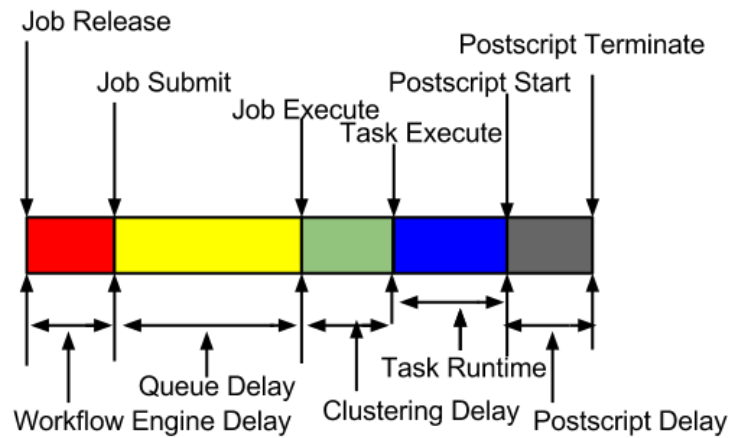 Job Release
Postscript Terminate
Job Submit
Postscript Start
Job Execute
Task Execute
Task Runtime
Queue Delay
Clustering Delay
Workflow Engine Delay
Postscript Delay